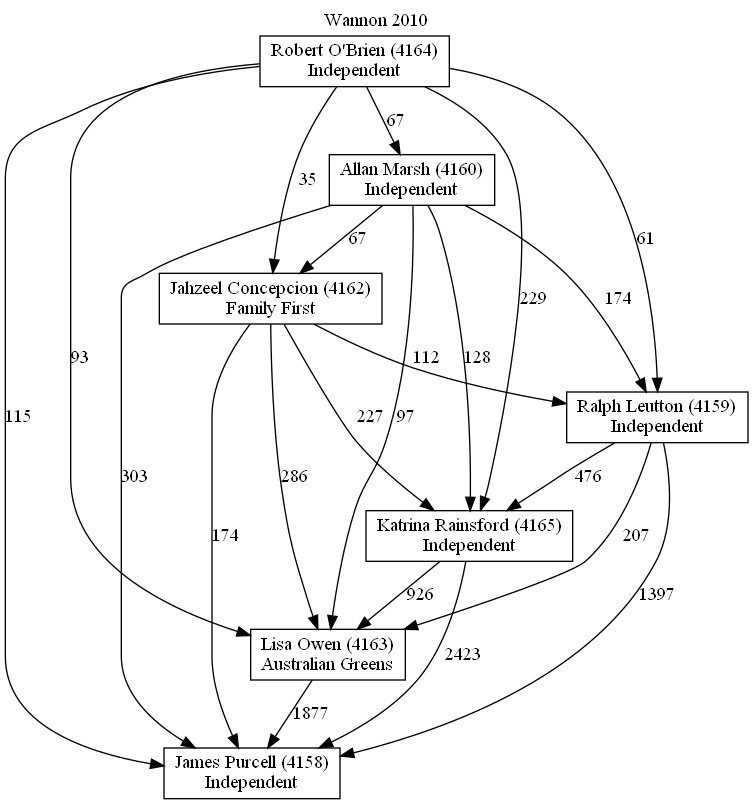 Wannon 2010
Robert O'Brien (4164)
Independent
67
Allan Marsh (4160)
Independent
35
67
61
Jahzeel Concepcion (4162)
Family First
229
174
93
112
128
115
227
97
Ralph Leutton (4159)
Independent
303
286
476
174
Katrina Rainsford (4165)
Independent
207
926
1397
Lisa Owen (4163)
Australian Greens
2423
1877
James Purcell (4158)
Independent